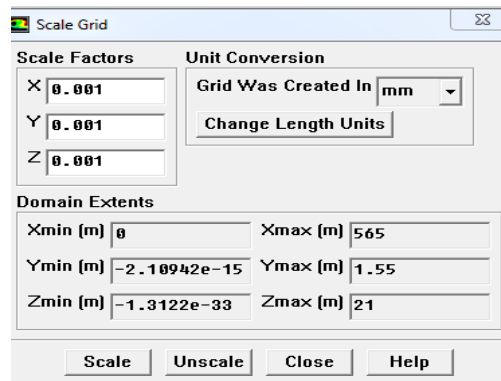 Scale Grid
Scale Factors
X 0.001
Y 0.001
Z 0.001
Unit Conversion
Grid Was Created In mm
Change Length Units
Domain Extents
Xmin (m) 0 Xmax (m) 565
Ymin (m) -2.10942e-15 Ymax (m) 1.55
Zmin (m) -1.3122e-33 Zmax (m) 21
Scale Unscale Close Help